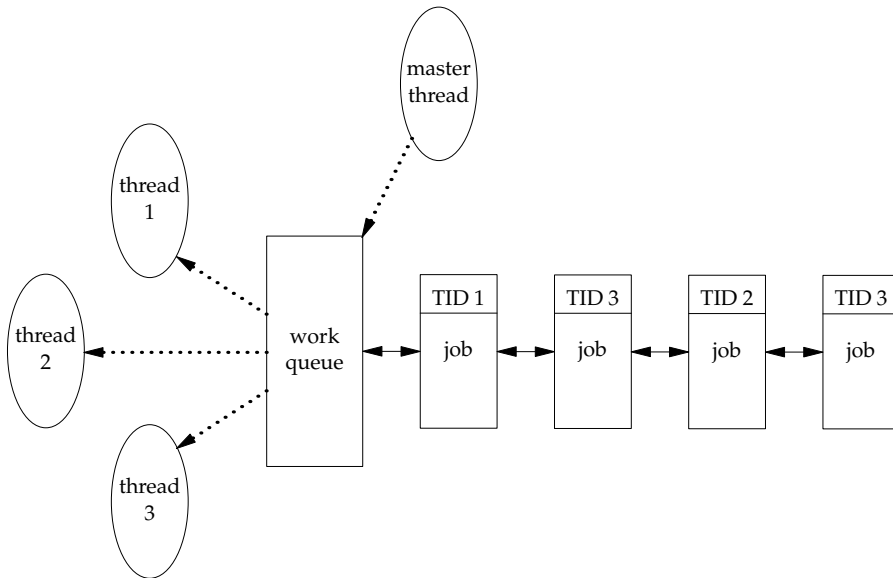 master
thread
thread
1
thread
2
thread
3
work
queue
TID 1
job
TID 3
job
TID 2
job
TID 3
job